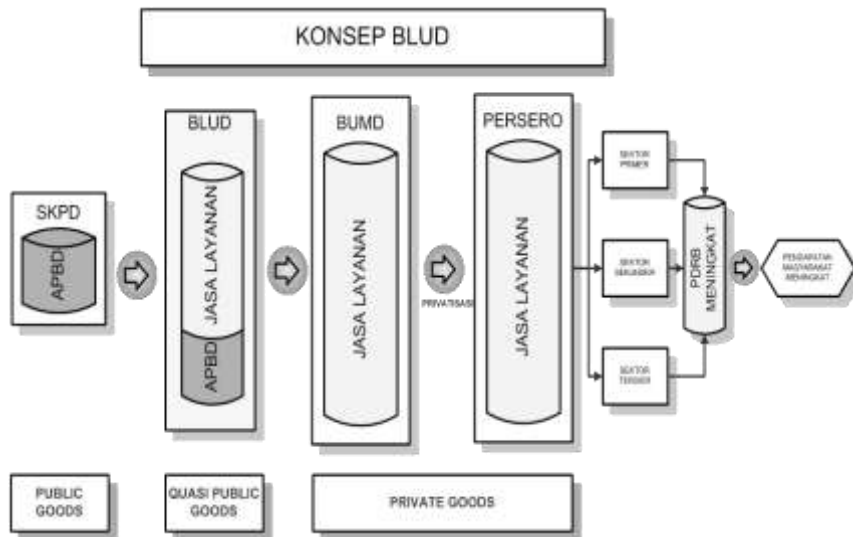 KONSEP BLUD
SKPD
APBD
BLUD
JASA LAYANAN
APBD
BUMD
JASA LAYANAN
PRIVATISASI
PERSERO
JASA LAYANAN
SEKTOR
PRIMER
SEKTOR
SEKUNDER
SEKTOR
TERSIER
PDRB
MENINGKAT
PENDAPATAN
MASYARAKAT
MENINGKAT
PUBLIC
GOODS
QUASI PUBLIC
GOODS
PRIVATE GOODS